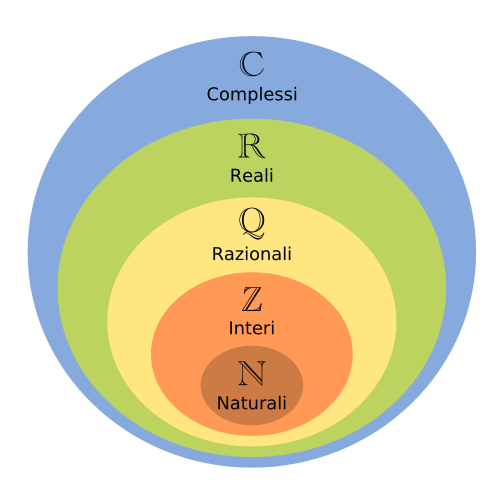 ℂ
Complessi
ℝ
Reali
ℚ
Razionali
ℤ
Interi
ℕ
Naturali